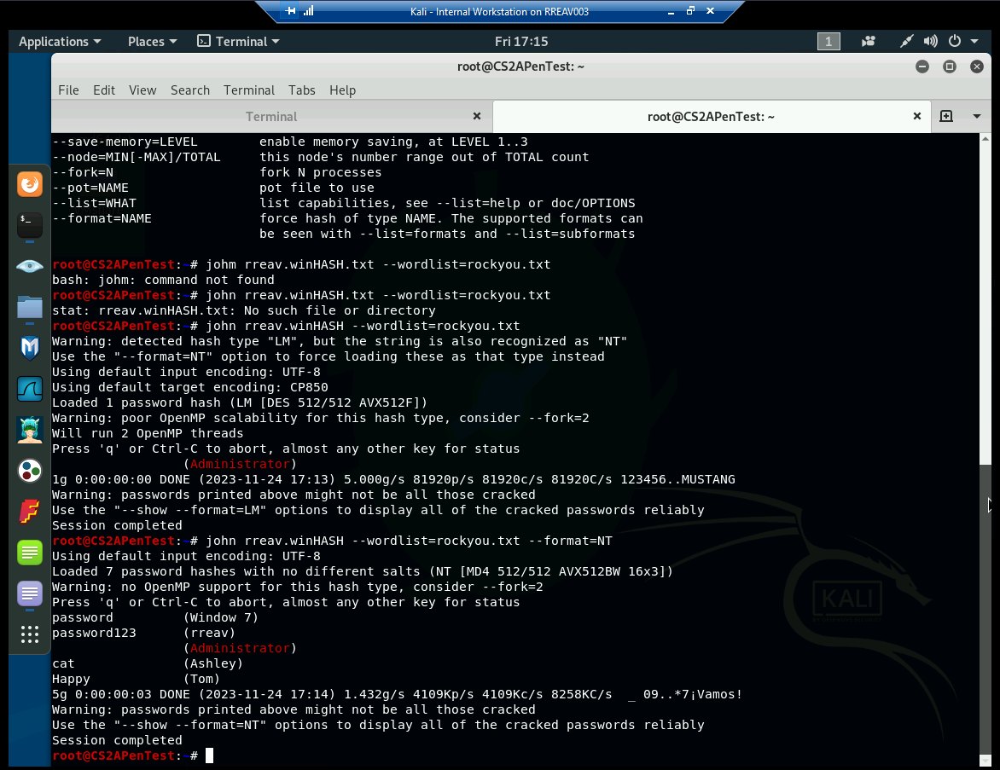 Kali - Internal Workstation on RREAV003
Applications Places Terminal Fri 17:15 1
root@CS2APenTest: ~
File Edit View Search Terminal Tabs Help
Terminal root@CS2APenTest: ~
--save-memory=LEVEL enable memory saving, at LEVEL 1..3
--node=MIN[-MAX]/TOTAL this node's number range out of TOTAL count
--fork=N fork N processes
--pot=NAME pot file to use
--list=WHAT list capabilities, see --list=help or doc/OPTIONS
--format=NAME force hash of type NAME. The supported formats can
be seen with --list=formats and --list=subformats
root@CS2APenTest:~# johm rreav.winHASH.txt --wordlist=rockyou.txt
bash: johm: command not found
root@CS2APenTest:~# john rreav.winHASH.txt --wordlist=rockyou.txt
stat: rreav.winHASH.txt: No such file or directory
root@CS2APenTest:~# john rreav.winHASH --wordlist=rockyou.txt
Warning: detected hash type "LM", but the string is also recognized as "NT"
Use the "--format=NT" option to force loading these as that type instead
Using default input encoding: UTF-8
Using default target encoding: CP850
Loaded 1 password hash (LM [DES 512/512 AVX512F])
Warning: poor OpenMP scalability for this hash type, consider --fork=2
Will run 2 OpenMP threads
Press 'q' or Ctrl-C to abort, almost any other key for status
(Administrator)
1g 0:00:00:00 DONE (2023-11-24 17:13) 5.000g/s 81920p/s 81920c/s 81920C/s 123456..MUSTANG
Warning: passwords printed above might not be all those cracked
Use the "--show --format=LM" options to display all of the cracked passwords reliably
Session completed
root@CS2APenTest:~# john rreav.winHASH --wordlist=rockyou.txt --format=NT
Using default input encoding: UTF-8
Loaded 7 password hashes with no different salts (NT [MD4 512/512 AVX512BW 16x3])
Warning: no OpenMP support for this hash type, consider --fork=2
Press 'q' or Ctrl-C to abort, almost any other key for status
password (Window 7)
password123 (rreav)
(Administrator)
cat (Ashley)
Happy (Tom)
5g 0:00:00:03 DONE (2023-11-24 17:14) 1.432g/s 4109Kp/s 4109Kc/s 8258KC/s _ 09..*7¡Vamos!
Warning: passwords printed above might not be all those cracked
Use the "--show --format=NT" options to display all of the cracked passwords reliably
Session completed
root@CS2APenTest:~#
KALI